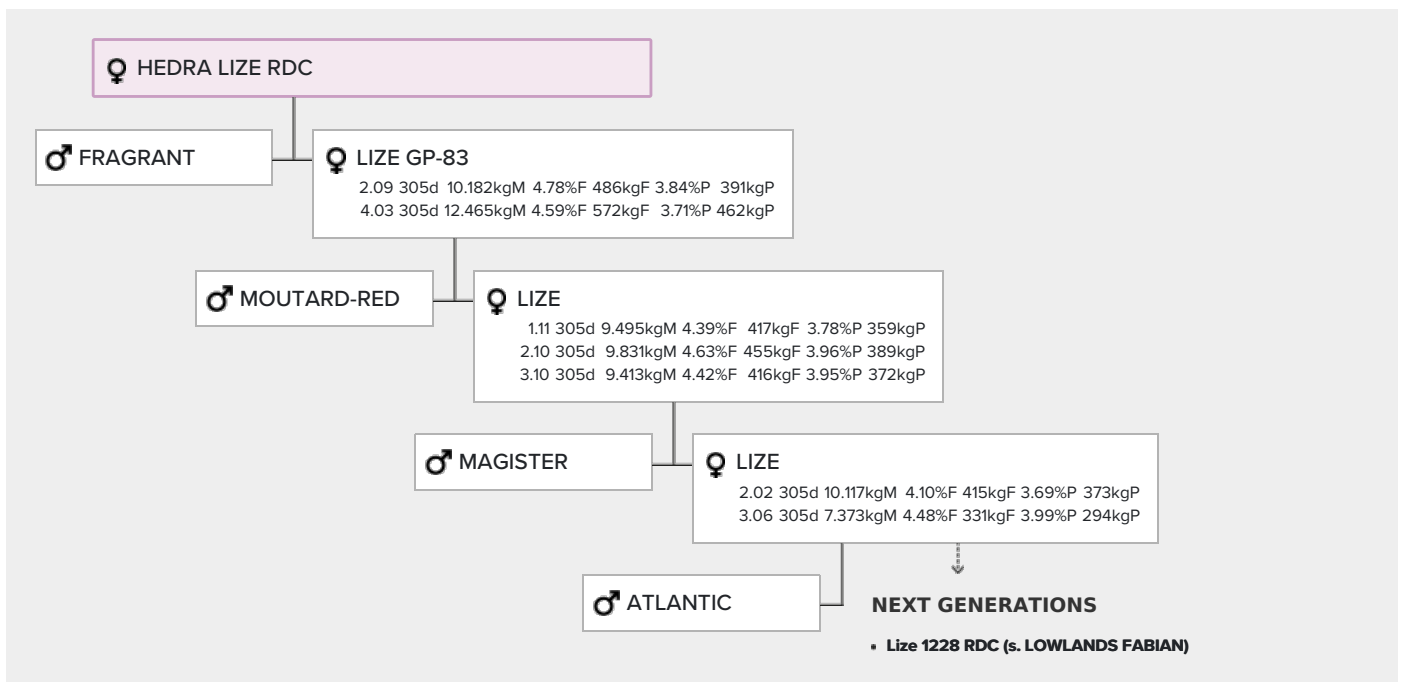 HEDRA LIZE RDC
FRAGRANT
LIZE GP-83
2.09 305d 10.182kgM 4.78%F 486kgF 3.84%P 391kgP
4.03 305d 12.465kgM 4.59%F 572kgF 3.71%P 462kgP
MOUTARD-RED
LIZE
1.11 305d 9.495kgM 4.39%F 417kgF 3.78%P 359kgP
2.10 305d 9.831kgM 4.63%F 455kgF 3.96%P 389kgP
3.10 305d 9.413kgM 4.42%F 416kgF 3.95%P 372kgP
MAGISTER
LIZE
2.02 305d 10.117kgM 4.10%F 415kgF 3.69%P 373kgP
3.06 305d 7.373kgM 4.48%F 331kgF 3.99%P 294kgP
ATLANTIC
NEXT GENERATIONS
• Lize 1228 RDC (s. LOWLANDS FABIAN)